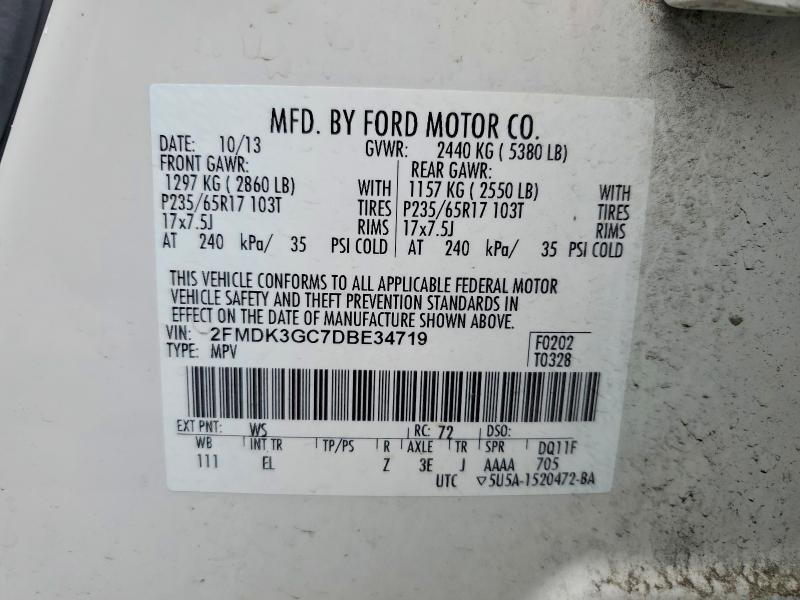 MFD. BY FORD MOTOR CO.
DATE: 10/13 GVWR: 2440 KG ( 5380 LB)
FRONT GAWR: REAR GAWR:
1297 KG ( 2860 LB) WITH 1157 KG ( 2550 LB) WITH
P235/65R17 103T TIRES P235/65R17 103T TIRES
17x7.5J RIMS 17x7.5J RIMS
AT 240 kPa/ 35 PSI COLD AT 240 kPa/ 35 PSI COLD
THIS VEHICLE CONFORMS TO ALL APPLICABLE FEDERAL MOTOR
VEHICLE SAFETY AND THEFT PREVENTION STANDARDS IN
EFFECT ON THE DATE OF MANUFACTURE SHOWN ABOVE.
VIN: 2FMDK3GC7DBE34719 F0202
TYPE: MPV T0328
EXT PNT: WS RC: 72 DSO:
WB INT TR TP/PS R AXLE TR SPR DQ11F
111 EL Z 3E J AAAA 705
UTC ▽5U5A-1520472-BA